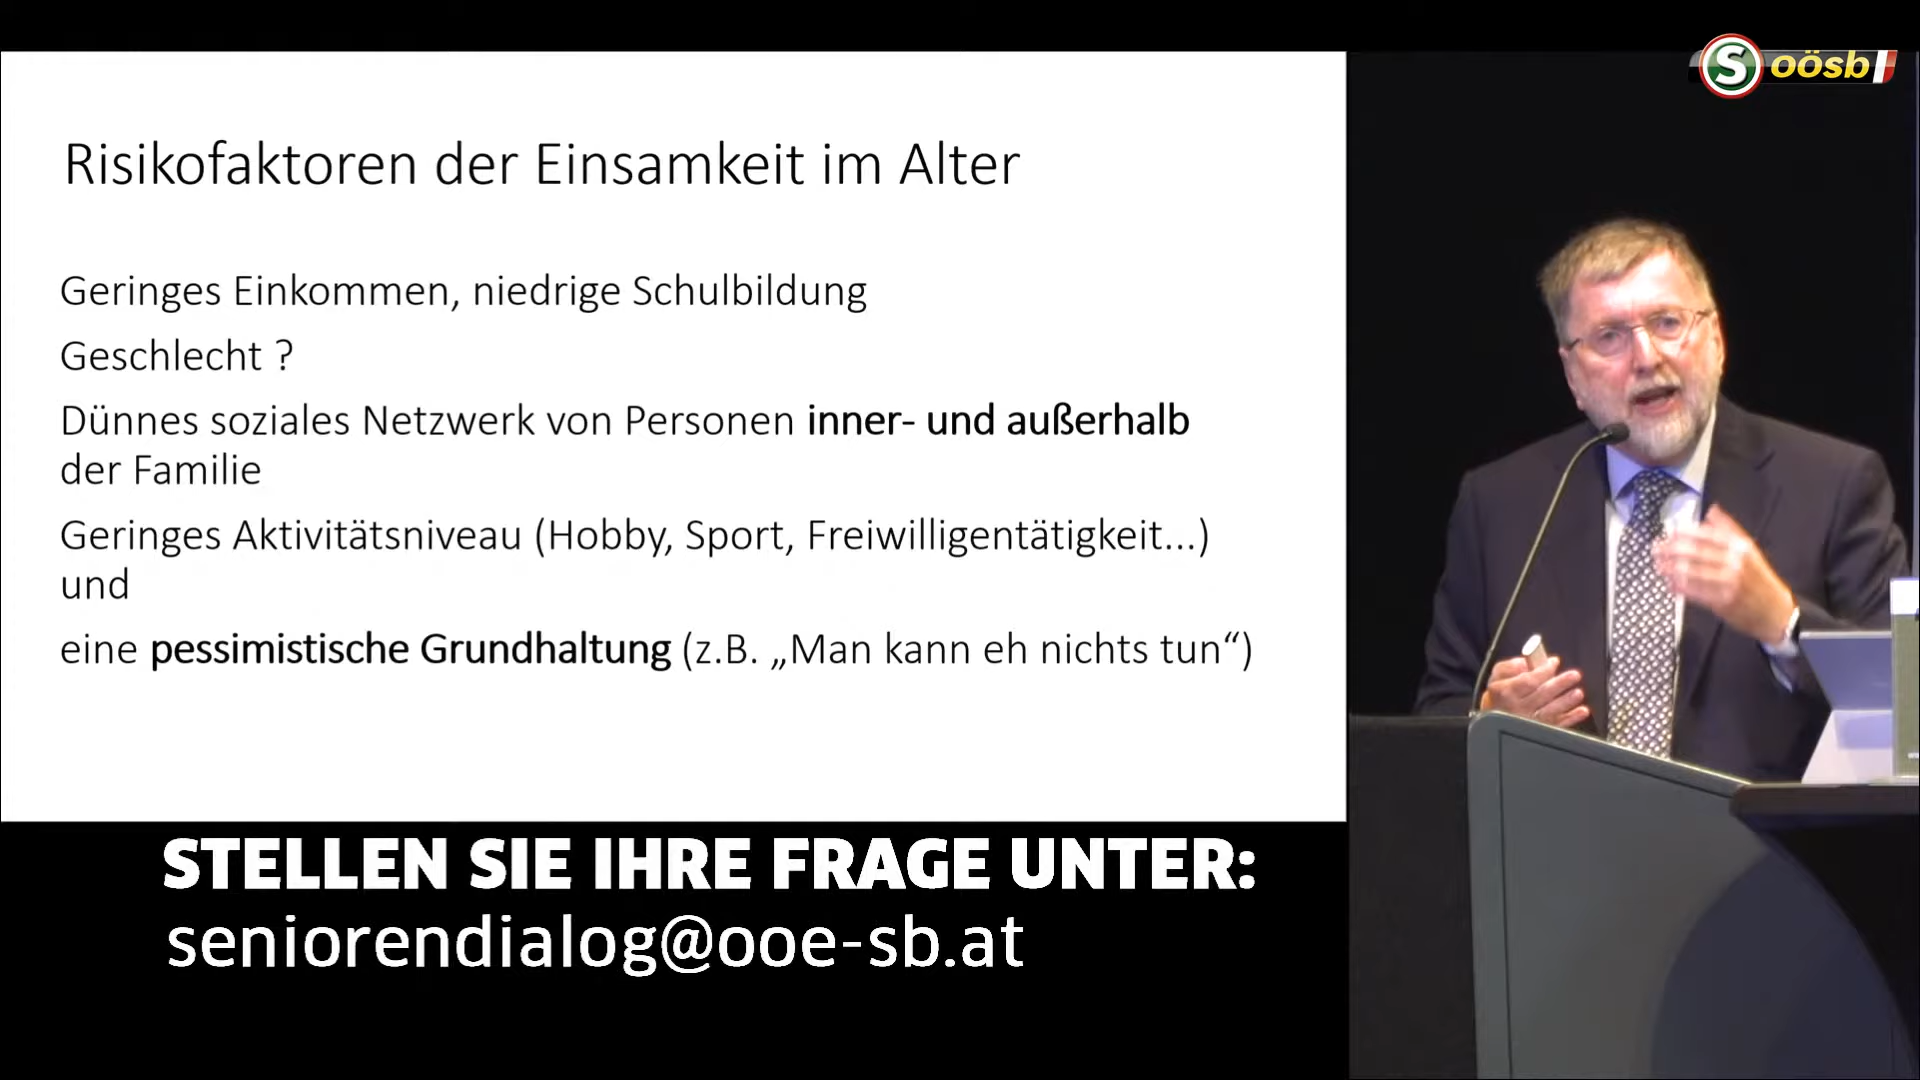 S oösb
Risikofaktoren der Einsamkeit im Alter
Geringes Einkommen, niedrige Schulbildung
Geschlecht ?
Dünnes soziales Netzwerk von Personen inner- und außerhalb
der Familie
Geringes Aktivitätsniveau (Hobby, Sport, Freiwilligentätigkeit...)
und
eine pessimistische Grundhaltung (z.B. „Man kann eh nichts tun“)
STELLEN SIE IHRE FRAGE UNTER:
seniorendialog@ooe-sb.at